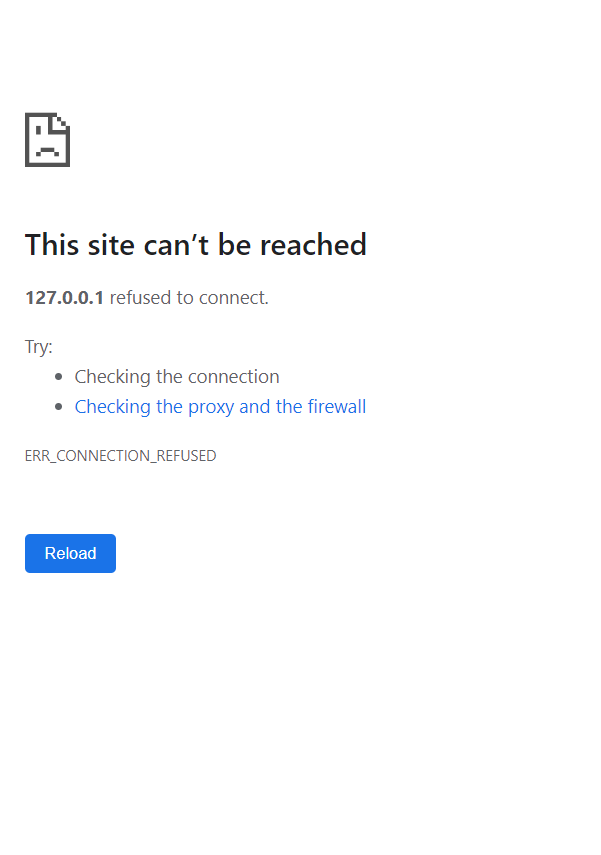 This site can’t be reached
127.0.0.1 refused to connect.
Try:
• Checking the connection
• Checking the proxy and the firewall
ERR_CONNECTION_REFUSED
Reload